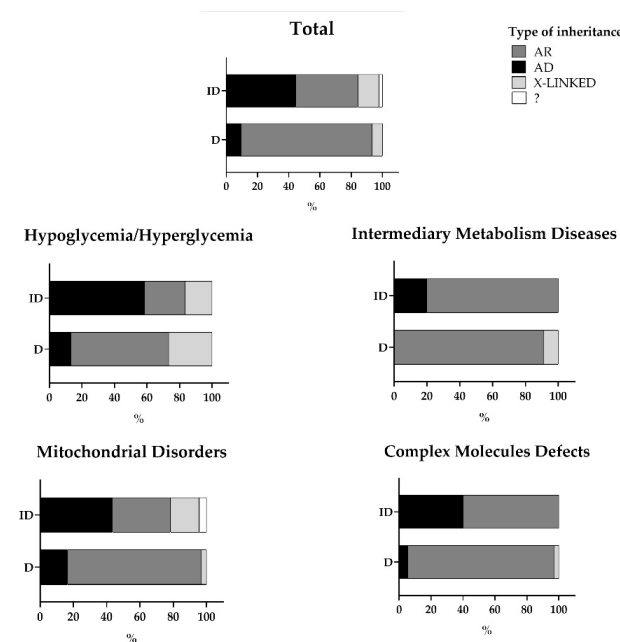 Total
Type of inheritance
AR
AD
X-LINKED
?
ID
D
0 20 40 60 80 100
%
Hypoglycemia/Hyperglycemia
ID
D
0 20 40 60 80 100
%
Intermediary Metabolism Diseases
ID
D
0 20 40 60 80 100
%
Mitochondrial Disorders
ID
D
0 20 40 60 80 100
%
Complex Molecules Defects
ID
D
0 20 40 60 80 100
%